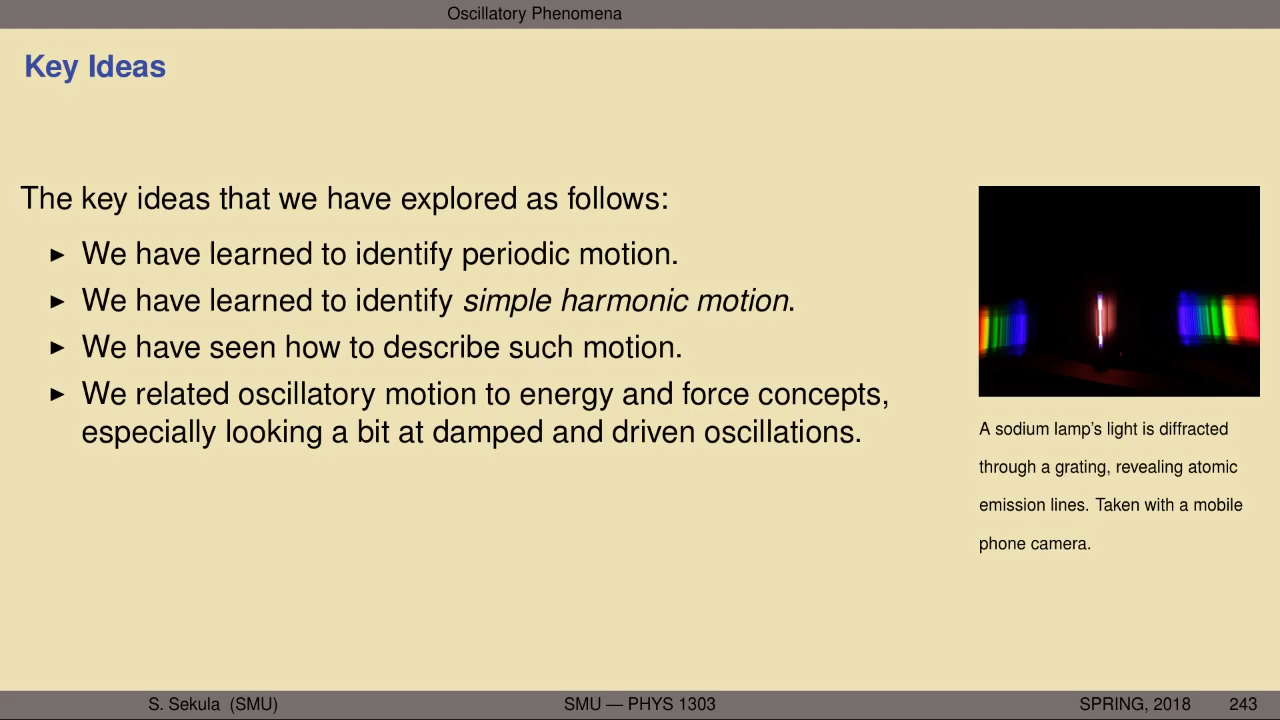 Oscillatory Phenomena
Key Ideas
The key ideas that we have explored as follows:
► We have learned to identify periodic motion.
► We have learned to identify simple harmonic motion.
► We have seen how to describe such motion.
► We related oscillatory motion to energy and force concepts,
especially looking a bit at damped and driven oscillations.
A sodium lamp's light is diffracted
through a grating, revealing atomic
emission lines. Taken with a mobile
phone camera.
S. Sekula (SMU) SMU — PHYS 1303 SPRING, 2018 243